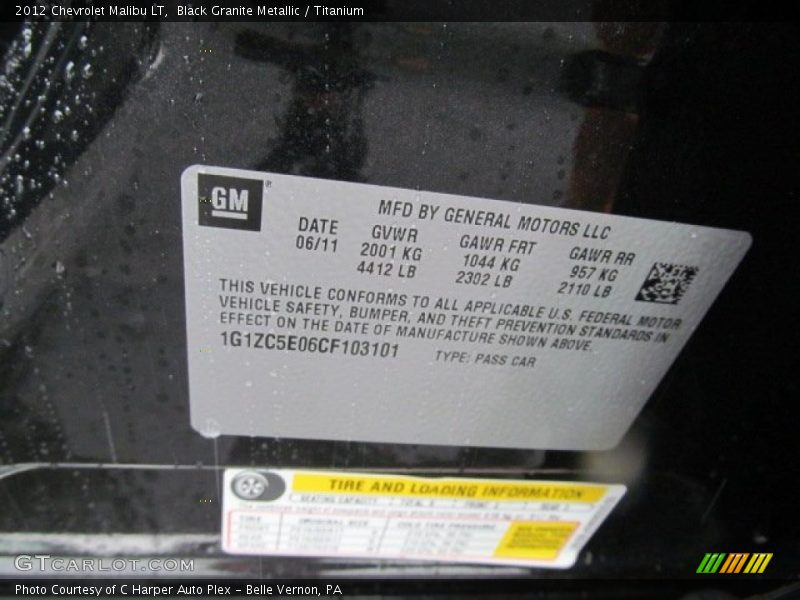 2012 Chevrolet Malibu LT, Black Granite Metallic / Titanium
GM
MFD BY GENERAL MOTORS LLC
DATE GVWR GAWR FRT GAWR RR
06/11 2001 KG 1044 KG 957 KG
4412 LB 2302 LB 2110 LB
THIS VEHICLE CONFORMS TO ALL APPLICABLE U.S. FEDERAL MOTOR
VEHICLE SAFETY, BUMPER, AND THEFT PREVENTION STANDARDS IN
EFFECT ON THE DATE OF MANUFACTURE SHOWN ABOVE.
1G1ZC5E06CF103101 TYPE: PASS CAR
TIRE AND LOADING INFORMATION
SEATING CAPACITY
GTCARLOT.COM
Photo Courtesy of C Harper Auto Plex - Belle Vernon, PA